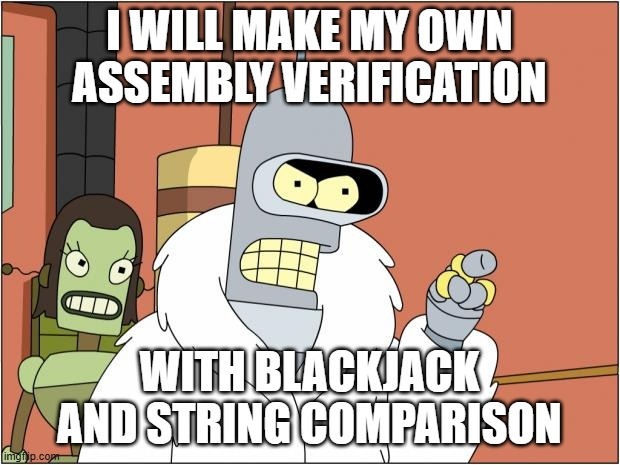 I WILL MAKE MY OWN
ASSEMBLY VERIFICATION
WITH BLACKJACK
AND STRING COMPARISON
imgflip.com